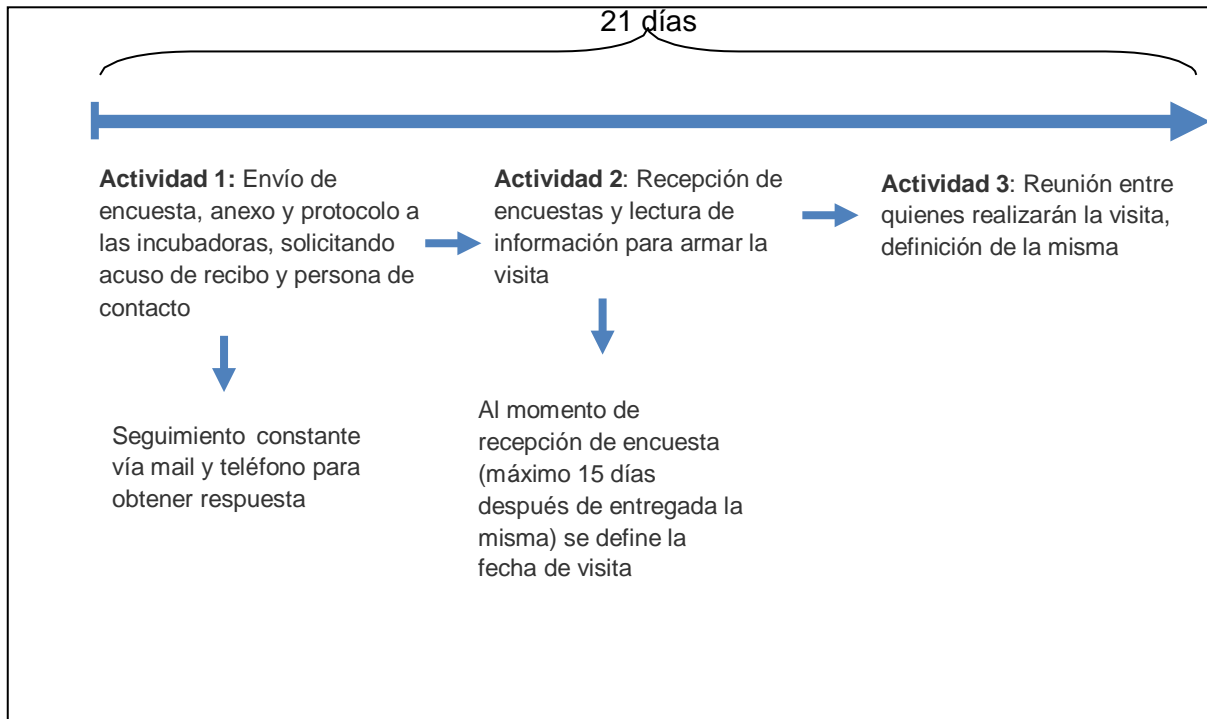 21 días
Actividad 1: Envío de
encuesta, anexo y protocolo a
las incubadoras, solicitando
acuso de recibo y persona de
contacto
Actividad 2: Recepción de
encuestas y lectura de
información para armar la
visita
Actividad 3: Reunión entre
quienes realizarán la visita,
definición de la misma
Seguimiento constante
vía mail y teléfono para
obtener respuesta
Al momento de
recepción de encuesta
(máximo 15 días
después de entregada la
misma) se define la
fecha de visita